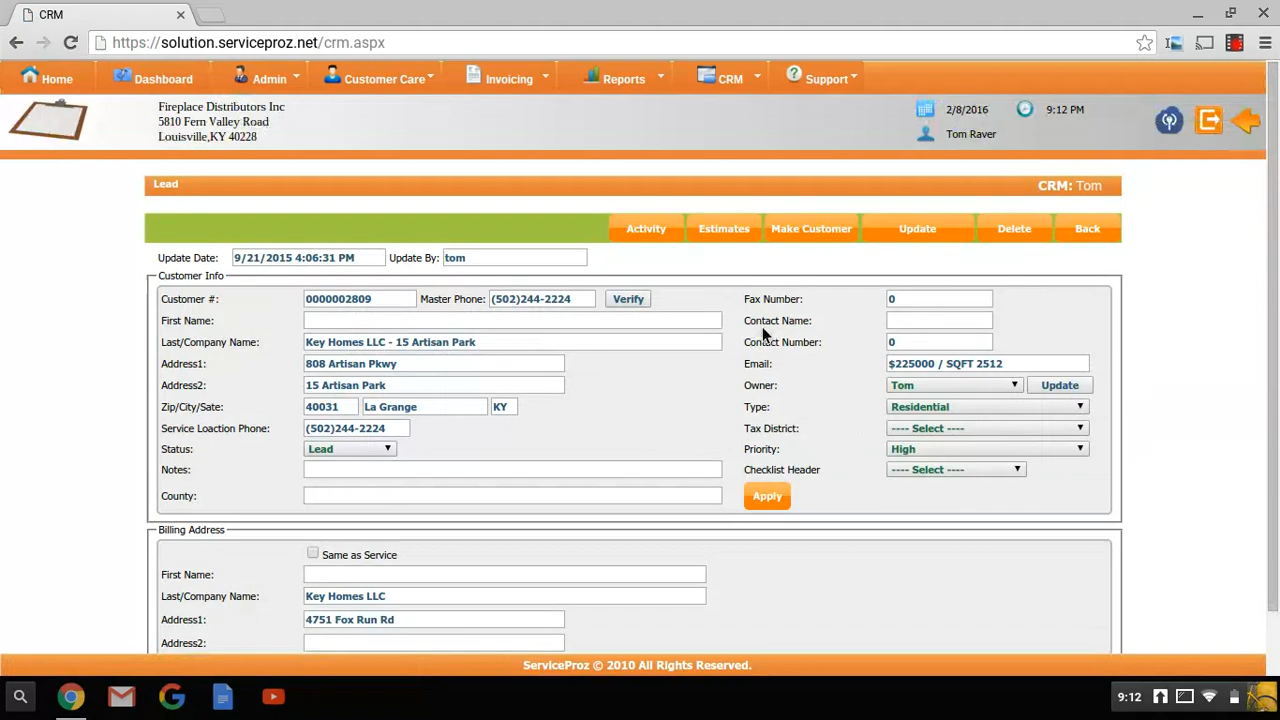 CRM
https://solution.serviceproz.net/crm.aspx
Home Dashboard Admin Customer Care Invoicing Reports CRM Support
Fireplace Distributors Inc
5810 Fern Valley Road
Louisville,KY 40228
2/8/2016 9:12 PM
Tom Raver
Lead CRM: Tom
Activity Estimates Make Customer Update Delete Back
Update Date: 9/21/2015 4:06:31 PM Update By: tom
Customer Info
Customer #: 0000002809 Master Phone: (502)244-2224 Verify Fax Number: 0
First Name: Contact Name:
Last/Company Name: Key Homes LLC - 15 Artisan Park Contact Number: 0
Address1: 808 Artisan Pkwy Email: $225000 / SQFT 2512
Address2: 15 Artisan Park Owner: Tom Update
Zip/City/Sate: 40031 La Grange KY Type: Residential
Service Loaction Phone: (502)244-2224 Tax District: ---- Select ----
Status: Lead Priority: High
Notes: Checklist Header ---- Select ----
County: Apply
Billing Address
Same as Service
First Name:
Last/Company Name: Key Homes LLC
Address1: 4751 Fox Run Rd
Address2:
ServiceProz © 2010 All Rights Reserved.
9:12